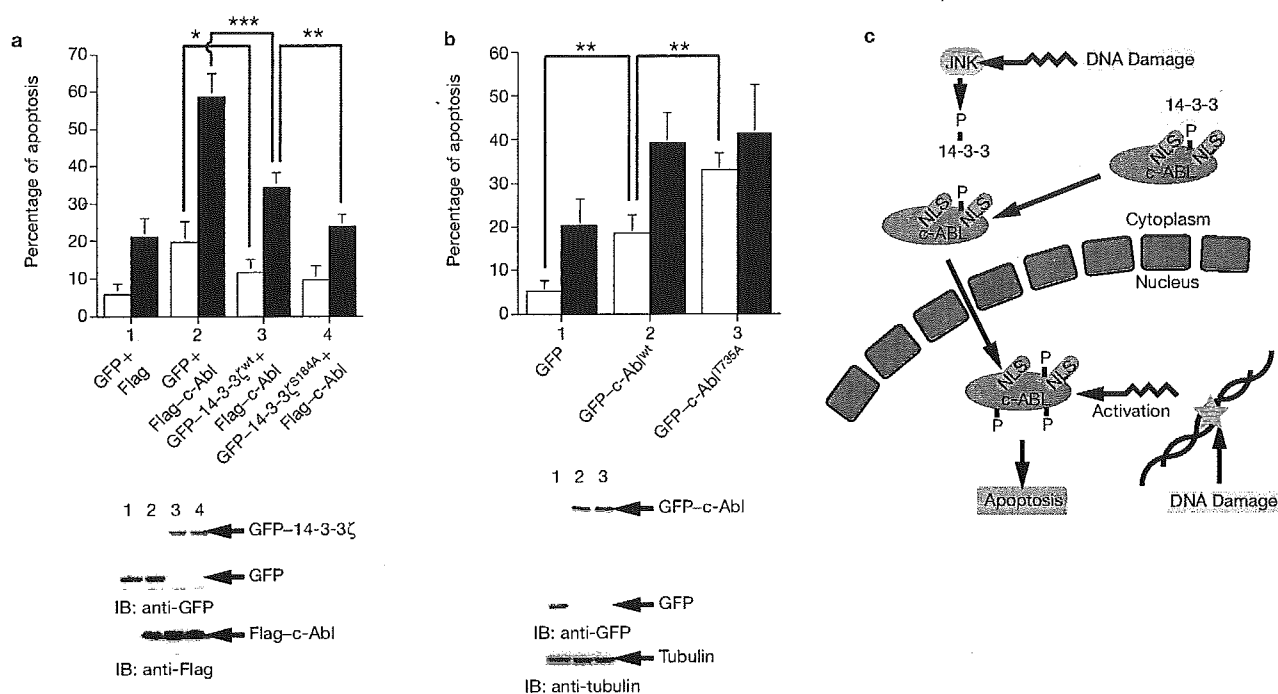 a
Percentage of apoptosis
70
60
50
40
30
20
10
0
*
***
**
1
2
3
4
GFP+
Flag
GFP+
Flag–c-Abl
GFP–14-3-3ζwt+
Flag–c-Abl
GFP–14-3-3ζS184A+
Flag–c-Abl
1 2 3 4
GFP–14-3-3ζ
GFP
IB: anti-GFP
Flag–c-Abl
IB: anti-Flag
b
Percentage of apoptosis
60
50
40
30
20
10
0
**
**
1
2
3
GFP
GFP–c-Ablwt
GFP–c-AblT735A
1 2 3
GFP–c-Abl
GFP
IB: anti-GFP
Tubulin
IB: anti-tubulin
c
JNK
DNA Damage
P
14-3-3
14-3-3
P
NLS
NLS
c-ABL
P
NLS
NLS
c-ABL
Cytoplasm
Nucleus
P
NLS
NLS
c-ABL
P
P
Activation
Apoptosis
DNA Damage